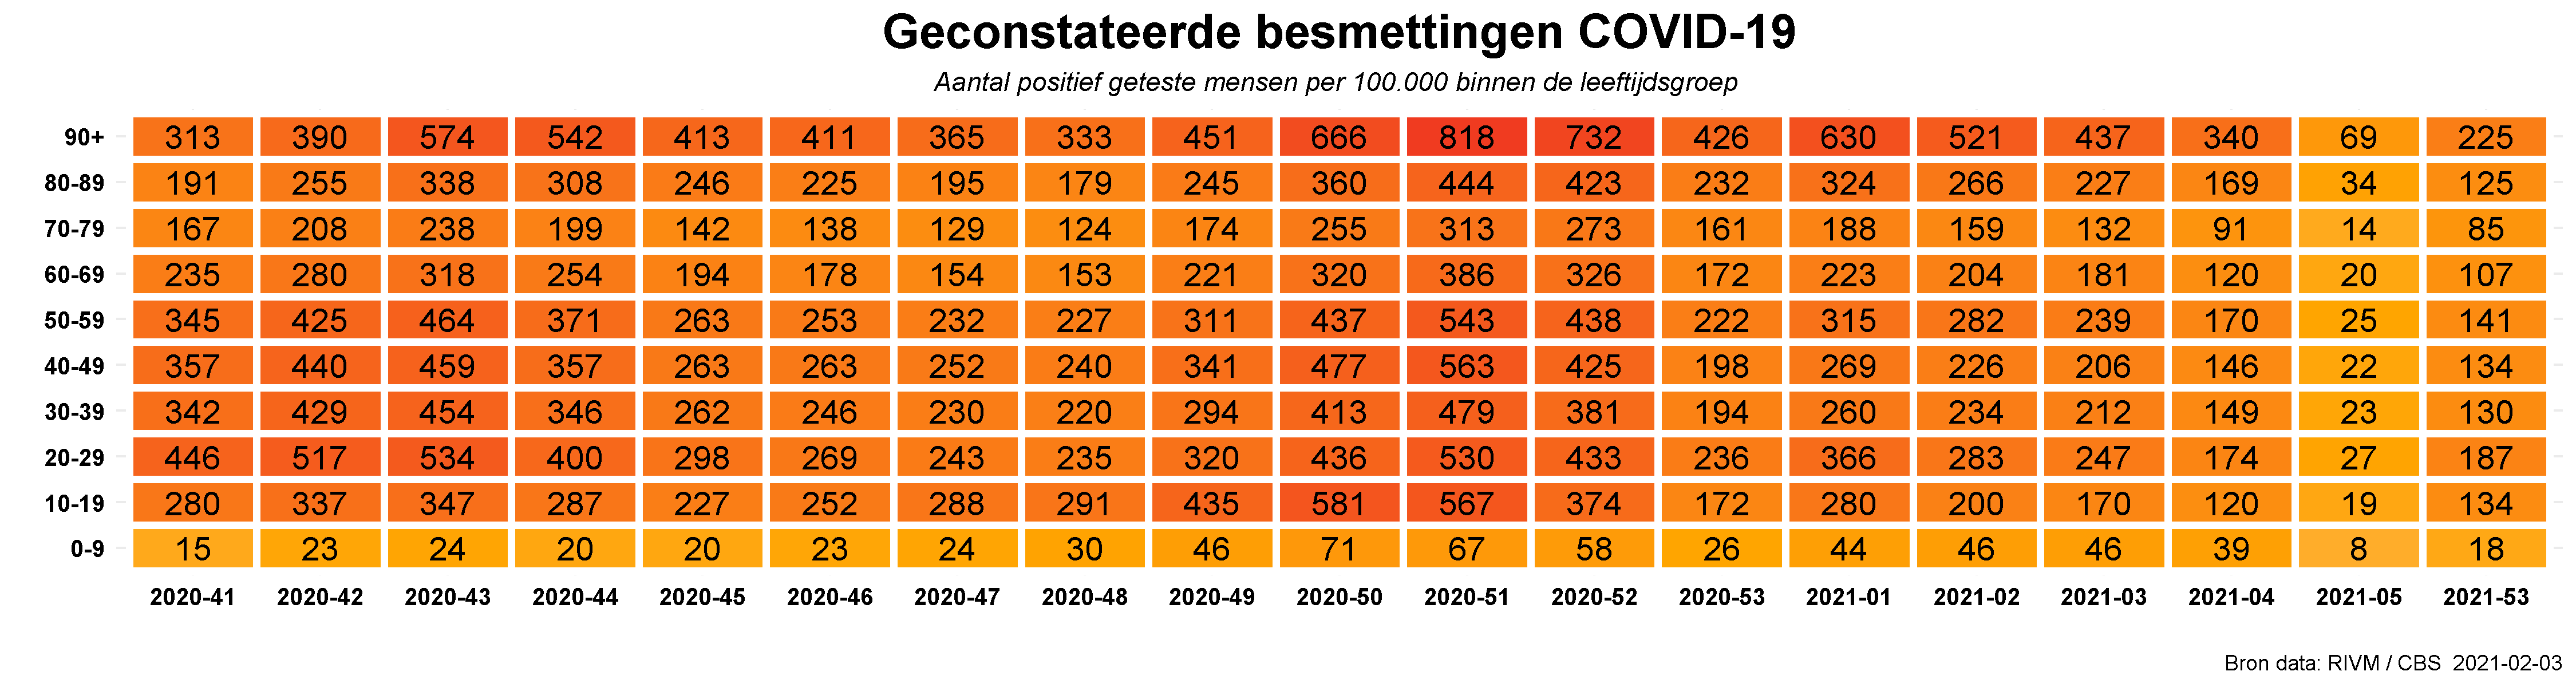 Geconstateerde besmettingen COVID-19
Aantal positief geteste mensen per 100.000 binnen de leeftijdsgroep
90+ 313 390 574 542 413 411 365 333 451 666 818 732 426 630 521 437 340 69 225
80-89 191 255 338 308 246 225 195 179 245 360 444 423 232 324 266 227 169 34 125
70-79 167 208 238 199 142 138 129 124 174 255 313 273 161 188 159 132 91 14 85
60-69 235 280 318 254 194 178 154 153 221 320 386 326 172 223 204 181 120 20 107
50-59 345 425 464 371 263 253 232 227 311 437 543 438 222 315 282 239 170 25 141
40-49 357 440 459 357 263 263 252 240 341 477 563 425 198 269 226 206 146 22 134
30-39 342 429 454 346 262 246 230 220 294 413 479 381 194 260 234 212 149 23 130
20-29 446 517 534 400 298 269 243 235 320 436 530 433 236 366 283 247 174 27 187
10-19 280 337 347 287 227 252 288 291 435 581 567 374 172 280 200 170 120 19 134
0-9 15 23 24 20 20 23 24 30 46 71 67 58 26 44 46 46 39 8 18
2020-41 2020-42 2020-43 2020-44 2020-45 2020-46 2020-47 2020-48 2020-49 2020-50 2020-51 2020-52 2020-53 2021-01 2021-02 2021-03 2021-04 2021-05 2021-53
Bron data: RIVM / CBS 2021-02-03